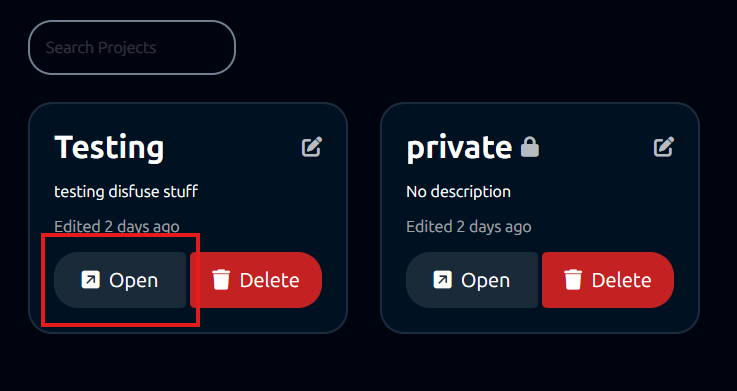 Search Projects
Testing
testing disfuse stuff
Edited 2 days ago
Open
Delete
private
No description
Edited 2 days ago
Open
Delete